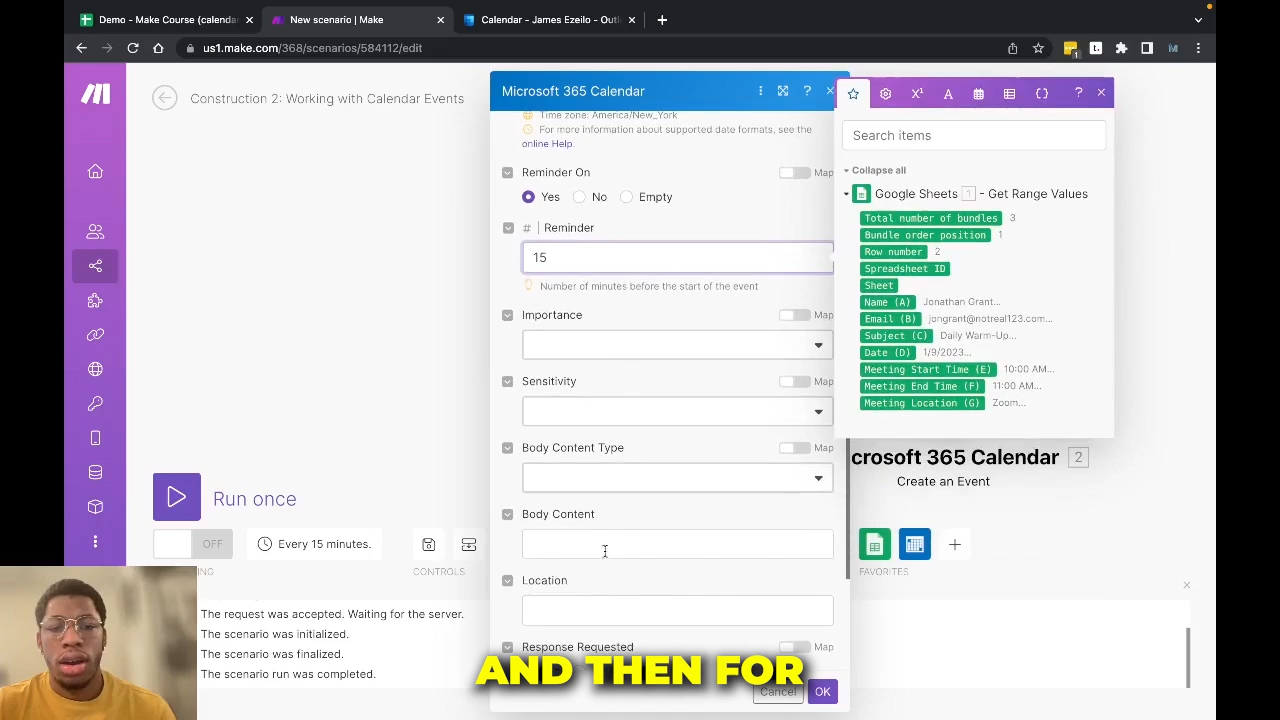 Demo - Make Course (calenda
New scenario | Make
Calendar - James Ezeilo - Outl
us1.make.com/368/scenarios/584112/edit
Construction 2: Working with Calendar Events
Microsoft 365 Calendar
Time zone: America/New_York
For more information about supported date formats, see the
online Help.
Reminder On
Map
Yes
No
Empty
# | Reminder
15
Number of minutes before the start of the event
Importance
Map
Sensitivity
Map
Body Content Type
Map
Body Content
Location
Response Requested
Map
Cancel
OK
Search items
Collapse all
Google Sheets 1 - Get Range Values
Total number of bundles 3
Bundle order position 1
Row number 2
Spreadsheet ID
Sheet
Name (A) Jonathan Grant...
Email (B) jongrant@notreal123.com...
Subject (C) Daily Warm-Up...
Date (D) 1/9/2023...
Meeting Start Time (E) 10:00 AM...
Meeting End Time (F) 11:00 AM...
Meeting Location (G) Zoom...
crosoft 365 Calendar 2
Create an Event
Run once
OFF
Every 15 minutes.
ING
CONTROLS
FAVORITES
The request was accepted. Waiting for the server.
The scenario was initialized.
The scenario was finalized.
The scenario run was completed.
AND THEN FOR